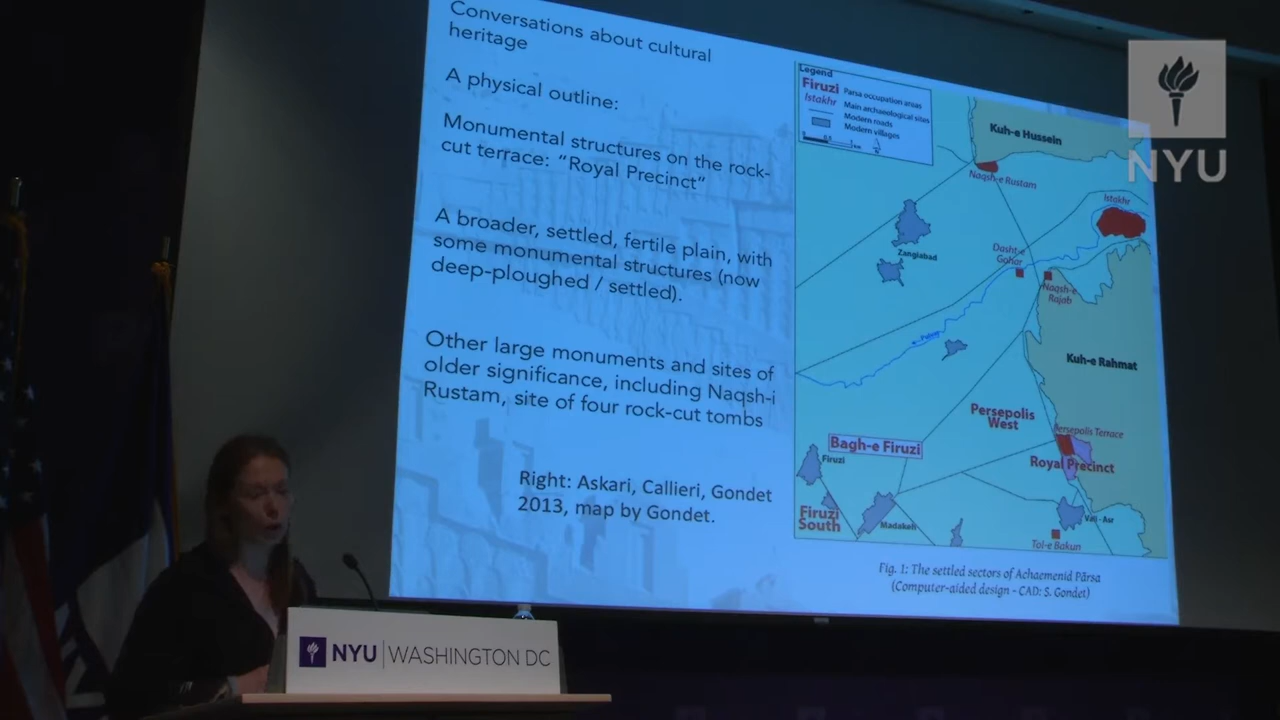 Conversations about cultural
heritage
A physical outline:
Monumental structures on the rock-
cut terrace: “Royal Precinct”
A broader, settled, fertile plain, with
some monumental structures (now
deep-ploughed / settled).
Other large monuments and sites of
older significance, including Naqsh-i
Rustam, site of four rock-cut tombs
Right: Askari, Callieri, Gondet
2013, map by Gondet.
Legend
Firuzi Parsa occupation areas
Istakhr Main archaeological sites
Modern roads
Modern villages
Kuh-e Hussein
Naqsh-e Rustam
Istakhr
Zangiabad
Dasht-e
Gohar
Naqsh-e
Rajab
Pulvar
Kuh-e Rahmat
Persepolis
West
Persepolis Terrace
Royal Precinct
Bagh-e Firuzi
Firuzi
Firuzi
South
Madakeh
Vali - Asr
Tol-e Bakun
Fig. 1: The settled sectors of Achaemenid Pārsa
(Computer-aided design - CAD: S. Gondet)
NYU
NYU WASHINGTON DC